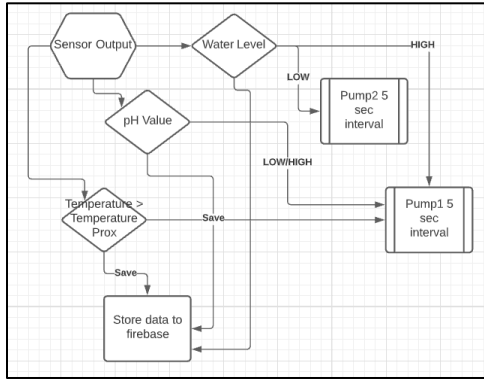 Sensor Output
Water Level
HIGH
LOW
Pump2 5
sec
interval
pH Value
LOW/HIGH
Temperature >
Temperature
Prox
Save
Pump1 5
sec
interval
Save
Store data to
firebase